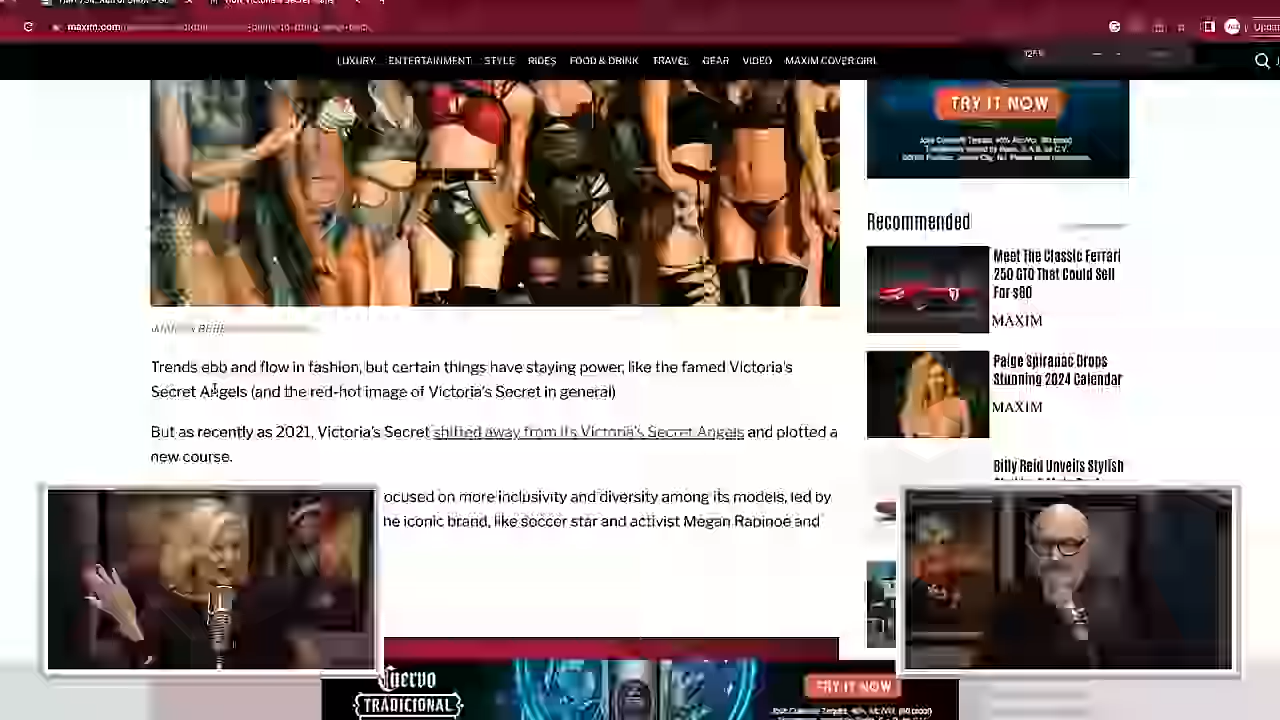 maxim.com
LUXURY ENTERTAINMENT STYLE RIDES FOOD & DRINK TRAVEL GEAR VIDEO MAXIM COVER GIRL
TRY IT NOW
Recommended
Meet The Classic Ferrari
250 GTO That Could Sell
For $60
MAXIM
Paige Spiranac Drops
Stunning 2024 Calendar
MAXIM
Billy Reid Unveils Stylish
Trends ebb and flow in fashion, but certain things have staying power, like the famed Victoria's
Secret Angels (and the red-hot image of Victoria's Secret in general)
But as recently as 2021, Victoria's Secret shifted away from its Victoria's Secret Angels and plotted a
new course.
ocused on more inclusivity and diversity among its models, led by
he iconic brand, like soccer star and activist Megan Rapinoe and
Cuervo
TRADICIONAL
TRY IT NOW